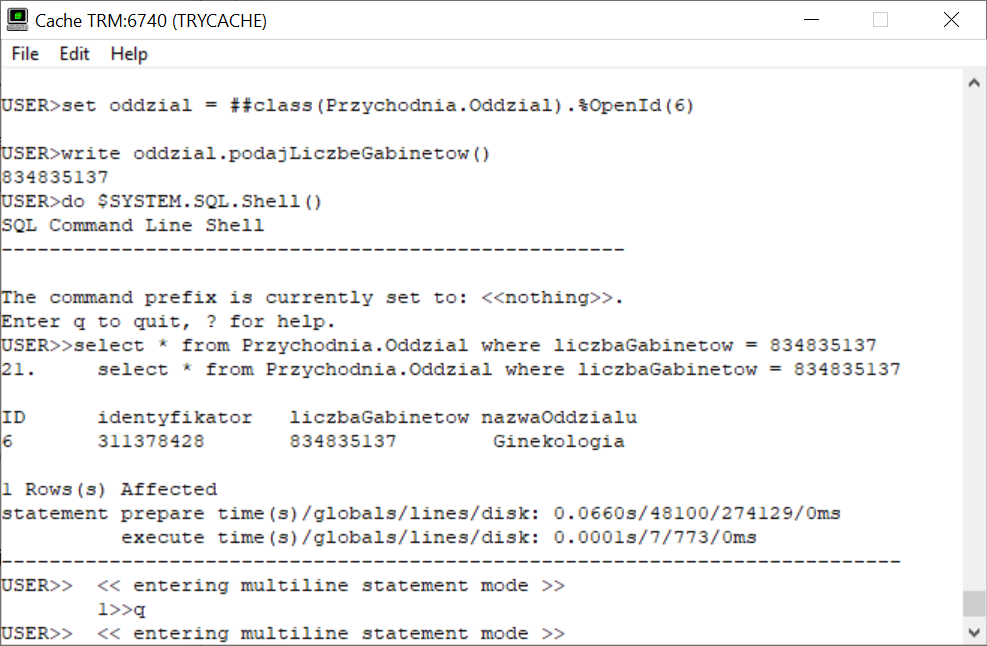 Cache TRM:6740 (TRYCACHE)
File Edit Help
USER>set oddzial = ##class(Przychodnia.Oddzial).%OpenId(6)
USER>write oddzial.podajLiczbeGabinetow()
834835137
USER>do $SYSTEM.SQL.Shell()
SQL Command Line Shell
----------------------------------------------------
The command prefix is currently set to: <<nothing>>.
Enter q to quit, ? for help.
USER>>select * from Przychodnia.Oddzial where liczbaGabinetow = 834835137
21.     select * from Przychodnia.Oddzial where liczbaGabinetow = 834835137
ID      identyfikator   liczbaGabinetow nazwaOddzialu
6       311378428       834835137        Ginekologia
1 Rows(s) Affected
statement prepare time(s)/globals/lines/disk: 0.0660s/48100/274129/0ms
          execute time(s)/globals/lines/disk: 0.0001s/7/773/0ms
---------------------------------------------------------------------------
USER>>  << entering multiline statement mode >>
        1>>q
USER>>  << entering multiline statement mode >>